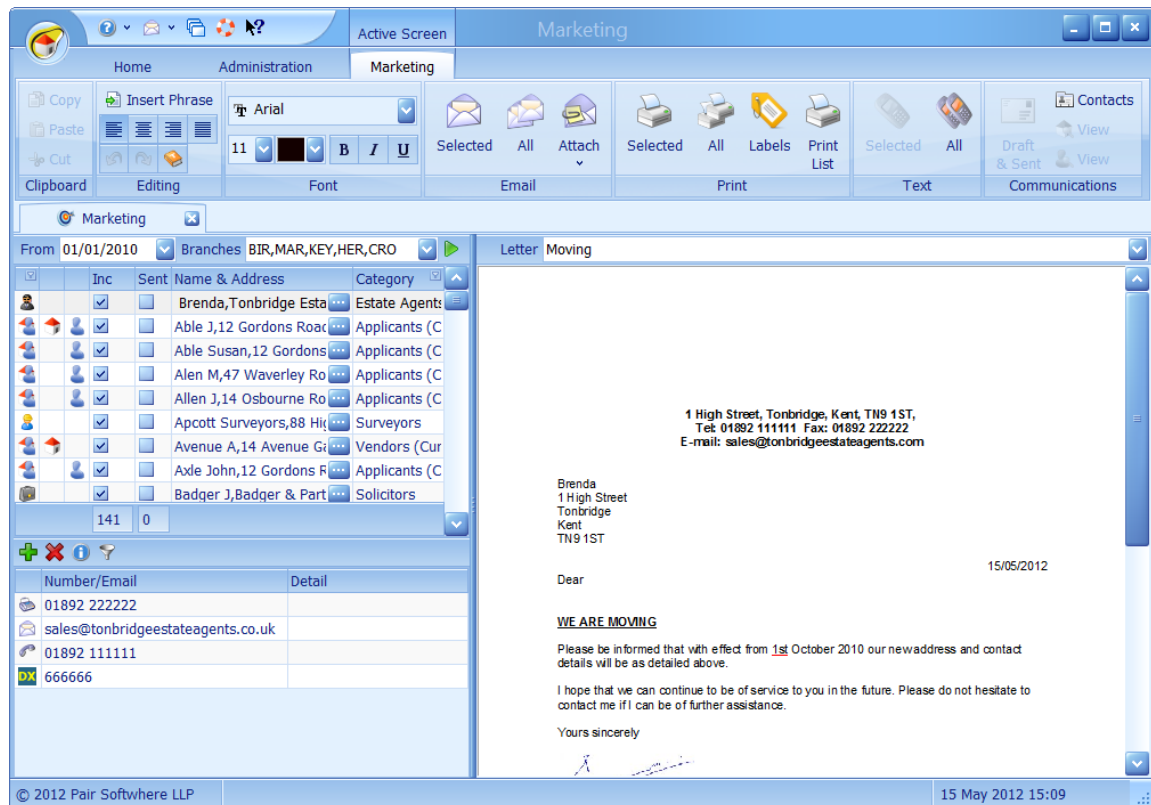 Active Screen
Marketing
Home Administration Marketing
Copy
Paste
Cut
Clipboard
Insert Phrase
Editing
Arial
11 B I U
Font
Selected All Attach
Email
Selected All Labels Print List
Print
Selected All
Text
Draft & Sent
Contacts
View
View
Communications
Marketing
From 01/01/2010 Branches BIR,MAR,KEY,HER,CRO
Inc Sent Name & Address Category
Brenda,Tonbridge Esta ... Estate Agents
Able J,12 Gordons Road ... Applicants (C
Able Susan,12 Gordons ... Applicants (C
Alen M,47 Waverley Ro ... Applicants (C
Allen J,14 Osbourne Ro ... Applicants (C
Apcott Surveyors,88 Hig ... Surveyors
Avenue A,14 Avenue Ga ... Vendors (Cur
Axle John,12 Gordons R ... Applicants (C
Badger J,Badger & Part ... Solicitors
141 0
Number/Email Detail
01892 222222
sales@tonbridgeestateagents.co.uk
01892 111111
DX 666666
Letter Moving
1 High Street, Tonbridge, Kent, TN9 1ST,
Tel: 01892 111111 Fax: 01892 222222
E-mail: sales@tonbridgeestateagents.com
Brenda
1 High Street
Tonbridge
Kent
TN9 1ST
15/05/2012
Dear
WE ARE MOVING
Please be informed that with effect from 1st October 2010 our new address and contact
details will be as detailed above.
I hope that we can continue to be of service to you in the future. Please do not hesitate to
contact me if I can be of further assistance.
Yours sincerely
© 2012 Pair Softwhere LLP
15 May 2012 15:09